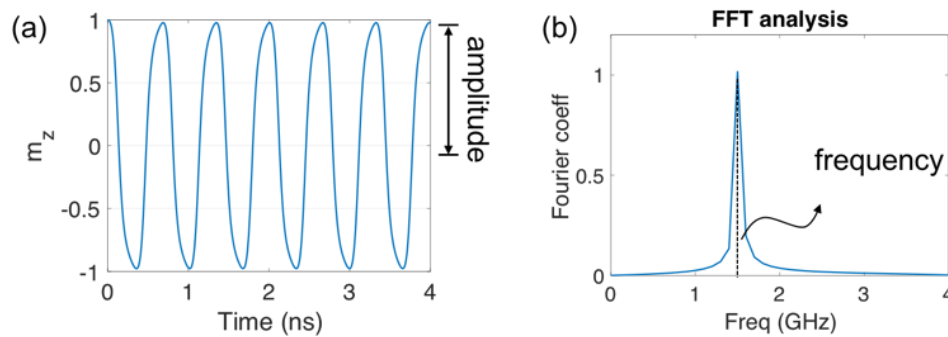 (a)
1
0.5
0
-0.5
-1
m_z
0 1 2 3 4
Time (ns)
amplitude
(b)
FFT analysis
1
0.5
0
Fourier coeff
frequency
0 1 2 3 4
Freq (GHz)